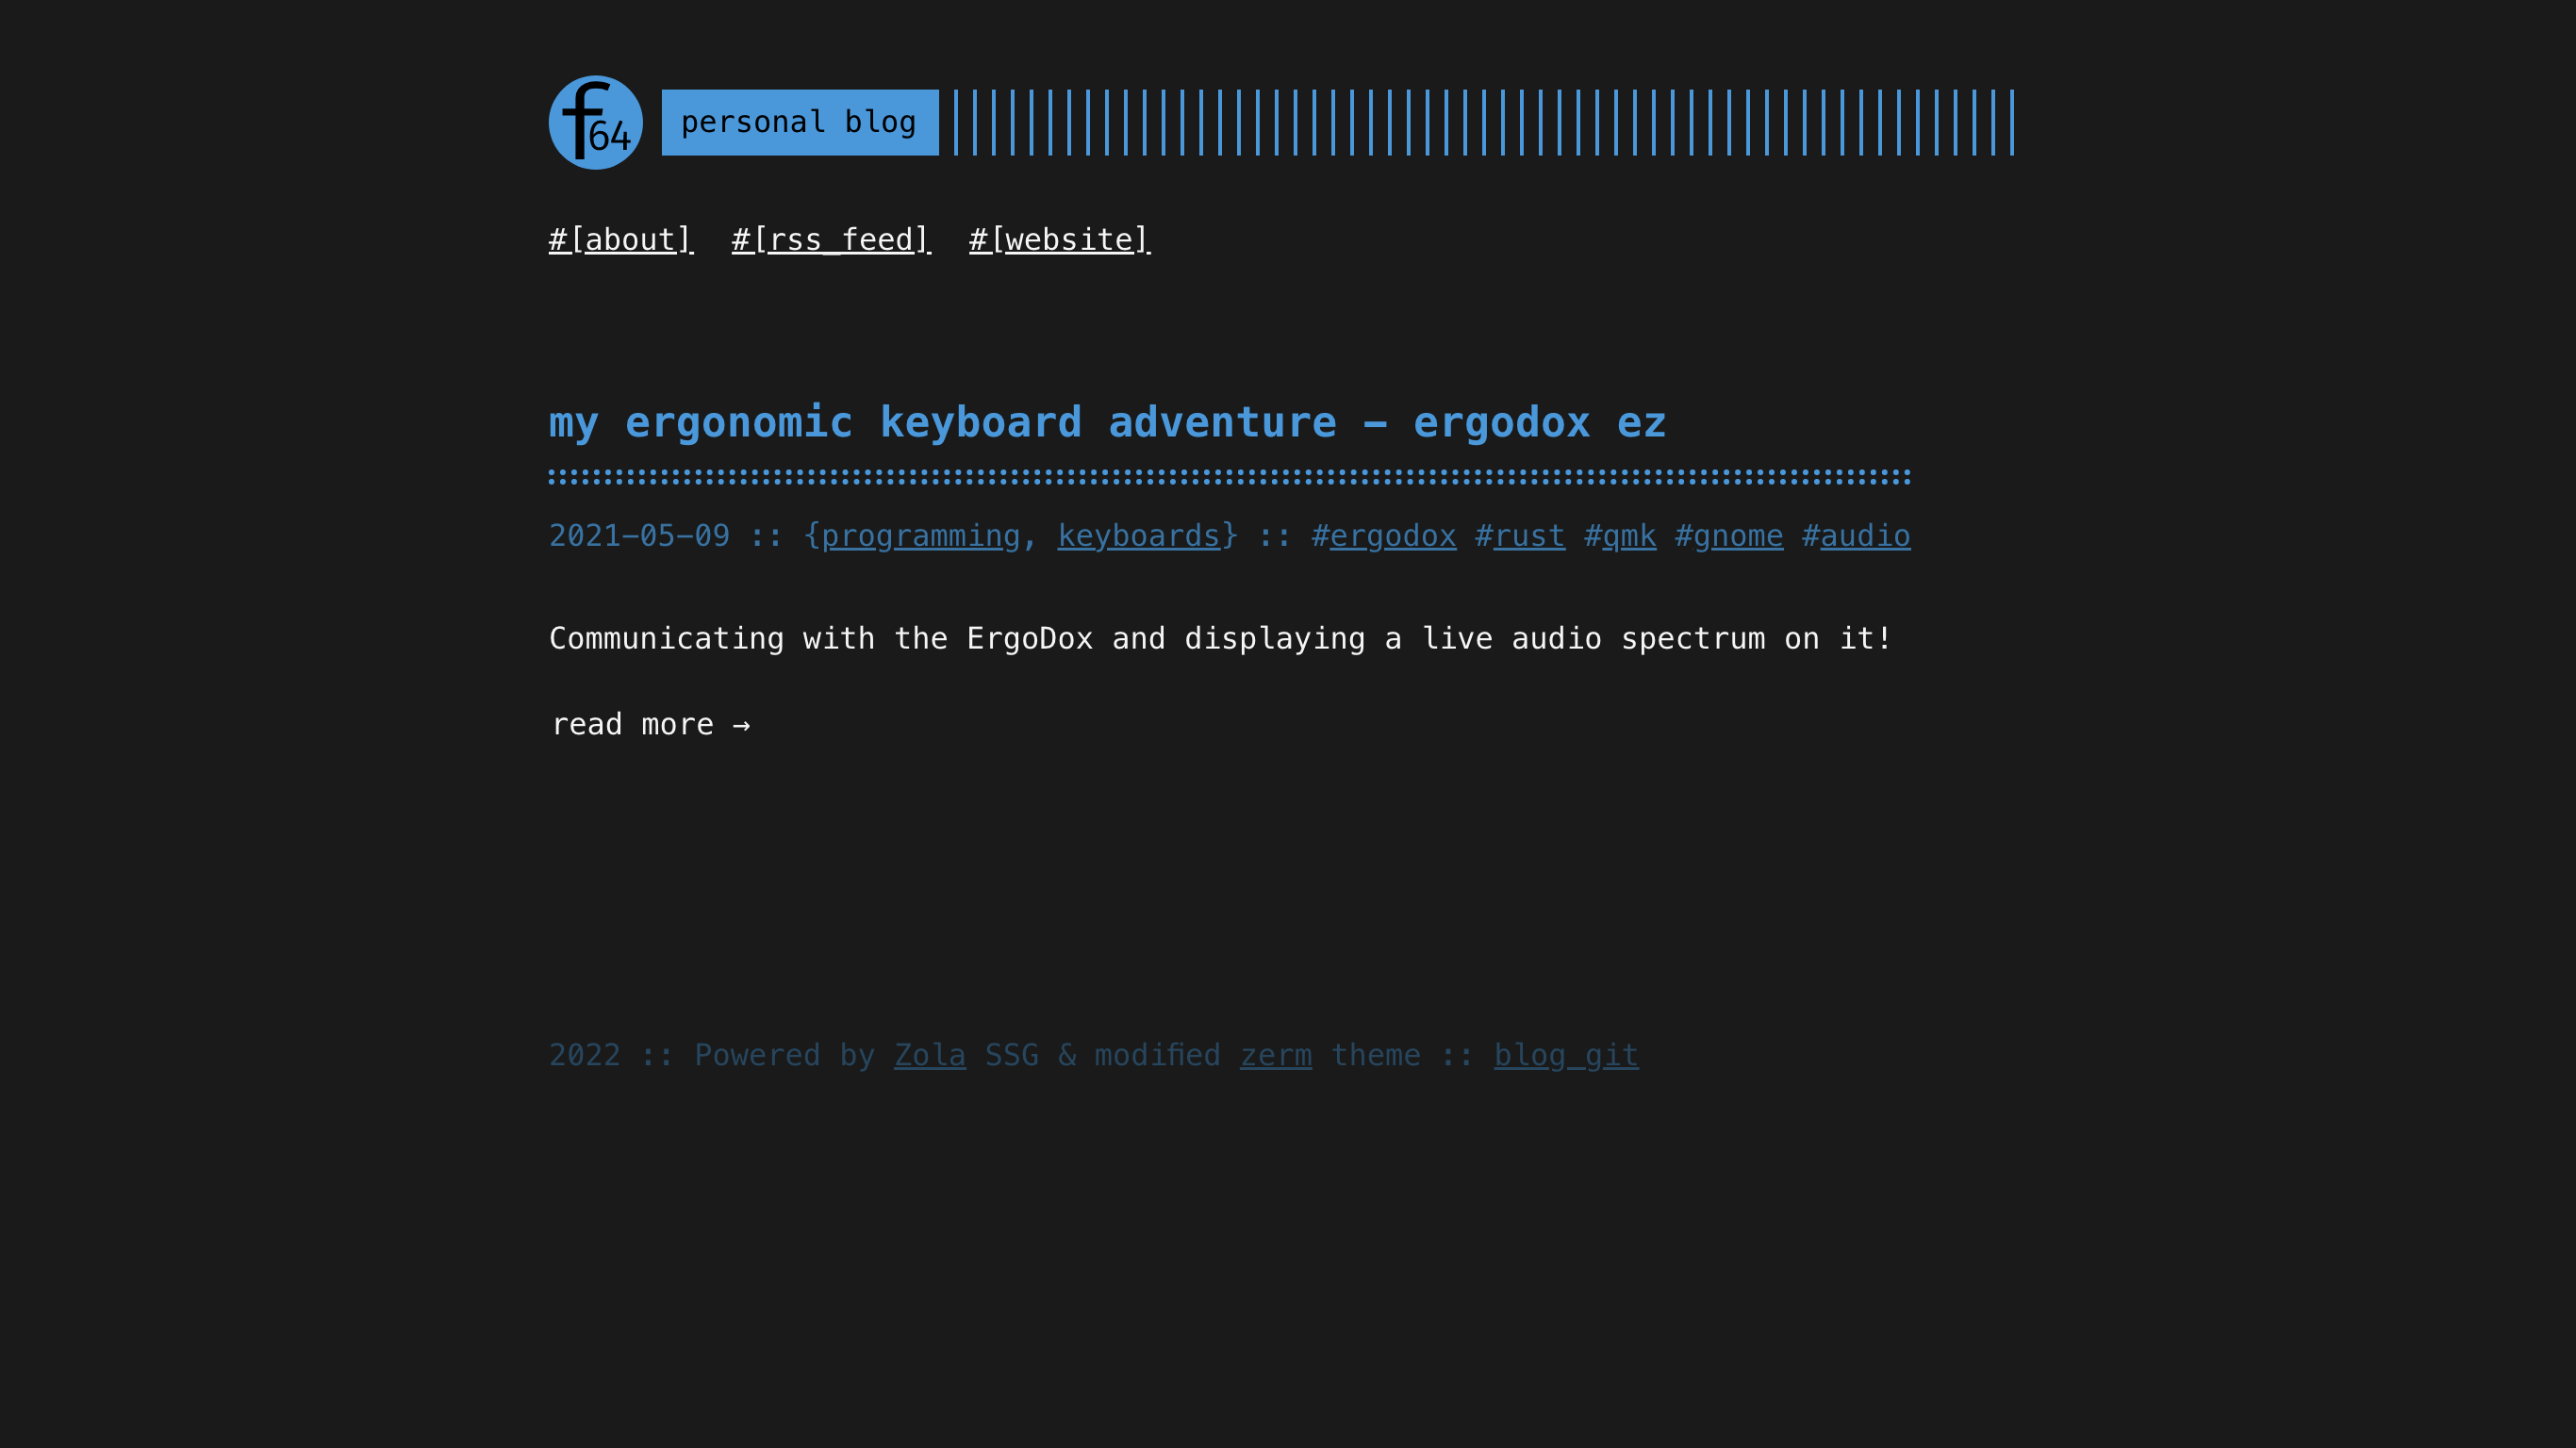 f64 personal blog
#[about] #[rss_feed] #[website]
my ergonomic keyboard adventure – ergodox ez
2021-05-09 :: {programming, keyboards} :: #ergodox #rust #qmk #gnome #audio
Communicating with the ErgoDox and displaying a live audio spectrum on it!
read more →
2022 :: Powered by Zola SSG & modified zerm theme :: blog git